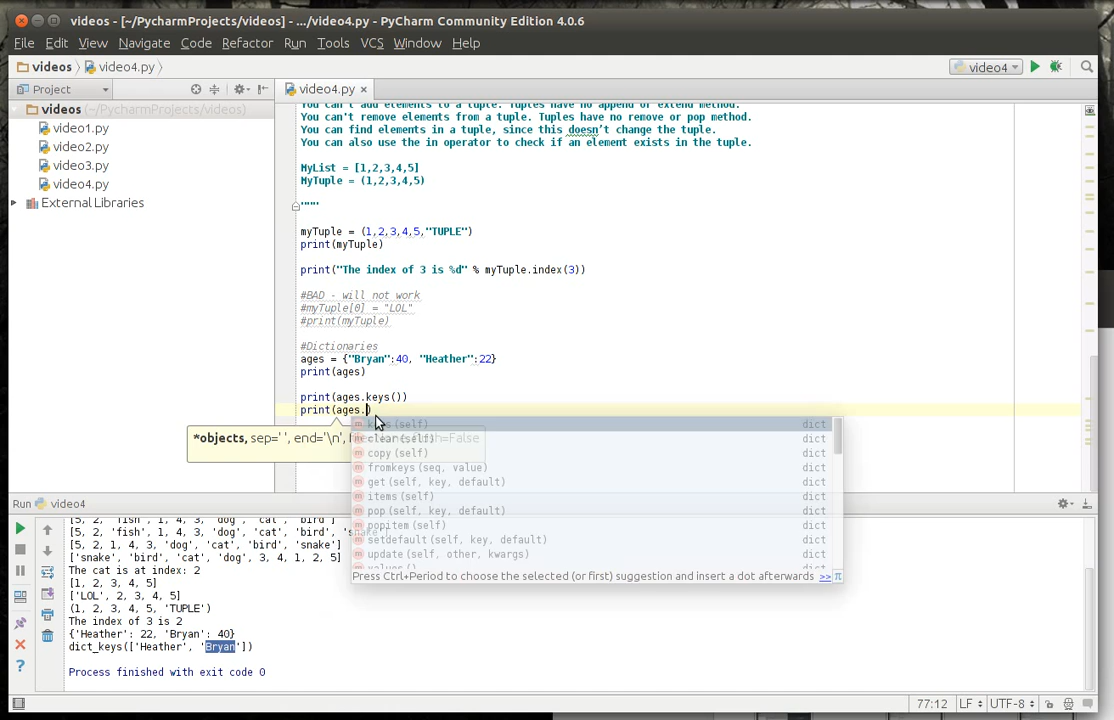 videos - [~/PycharmProjects/videos] - .../video4.py - PyCharm Community Edition 4.0.6
File Edit View Navigate Code Refactor Run Tools VCS Window Help
videos video4.py
video4
Project
video4.py
videos (~/PycharmProjects/videos)
video1.py
video2.py
video3.py
video4.py
External Libraries
You can't add elements to a tuple. Tuples have no append or extend method.
You can't remove elements from a tuple. Tuples have no remove or pop method.
You can find elements in a tuple, since this doesn't change the tuple.
You can also use the in operator to check if an element exists in the tuple.
MyList = [1,2,3,4,5]
MyTuple = (1,2,3,4,5)
"""
myTuple = (1,2,3,4,5,"TUPLE")
print(myTuple)
print("The index of 3 is %d" % myTuple.index(3))
#BAD - will not work
#myTuple[0] = "LOL"
#print(myTuple)
#Dictionaries
ages = {"Bryan":40, "Heather":22}
print(ages)
print(ages.keys())
print(ages.)
*objects, sep=' ', end='\n', flush=False
keys(self) dict
clear(self) dict
copy(self) dict
fromkeys(seq, value) dict
get(self, key, default) dict
items(self) dict
pop(self, key, default) dict
popitem(self) dict
setdefault(self, key, default) dict
update(self, other, kwargs) dict
values() dict
Press Ctrl+Period to choose the selected (or first) suggestion and insert a dot afterwards >> π
Run video4
[5, 2, 'fish', 1, 4, 3, 'dog', 'cat', 'bird']
[5, 2, 'fish', 1, 4, 3, 'dog', 'cat', 'bird', 'snake']
[5, 2, 1, 4, 3, 'dog', 'cat', 'bird', 'snake']
['snake', 'bird', 'cat', 'dog', 3, 4, 1, 2, 5]
The cat is at index: 2
[1, 2, 3, 4, 5]
['LOL', 2, 3, 4, 5]
(1, 2, 3, 4, 5, 'TUPLE')
The index of 3 is 2
{'Heather': 22, 'Bryan': 40}
dict_keys(['Heather', 'Bryan'])
Process finished with exit code 0
77:12 LF UTF-8